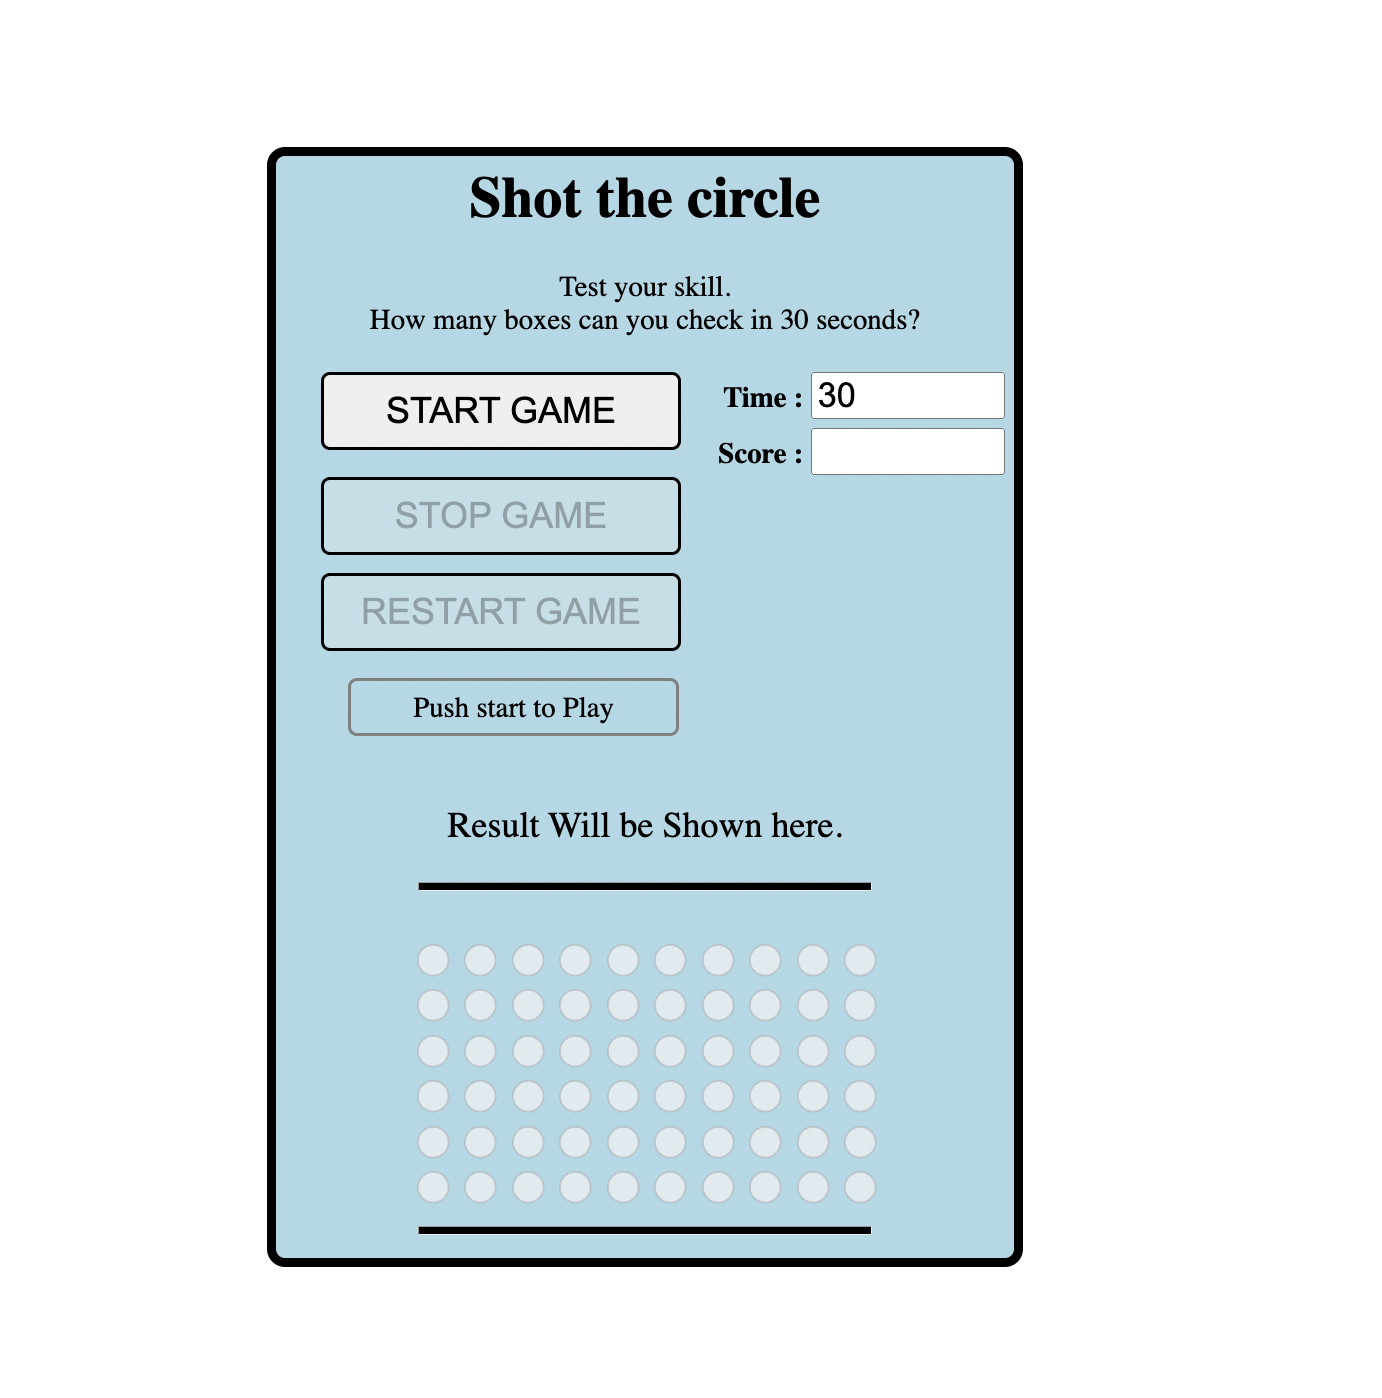 Shot the circle
Test your skill.
How many boxes can you check in 30 seconds?
START GAME
Time : 30
Score :
STOP GAME
RESTART GAME
Push start to Play
Result Will be Shown here.